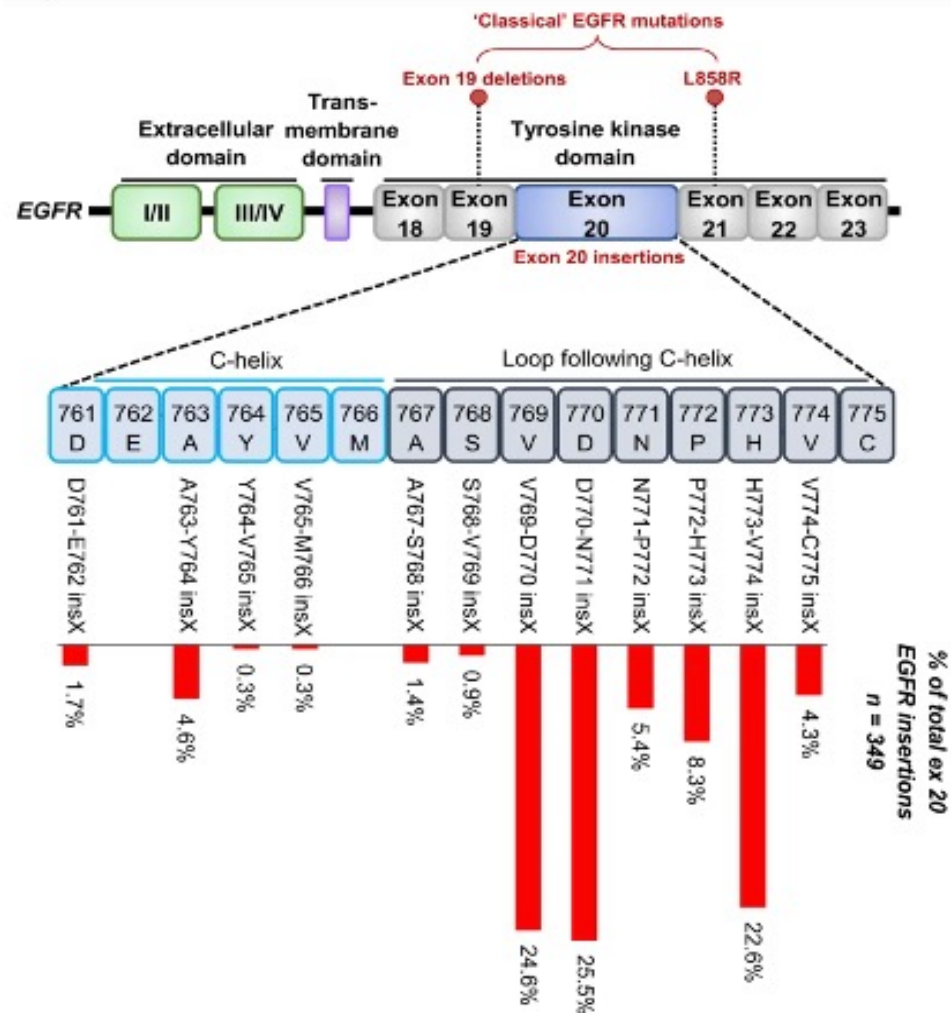 'Classical' EGFR mutations
Exon 19 deletions
L858R
Extracellular
domain
Trans-
membrane
domain
Tyrosine kinase
domain
EGFR
I/II
III/IV
Exon
18
Exon
19
Exon
20
Exon
21
Exon
22
Exon
23
Exon 20 insertions
C-helix
Loop following C-helix
761
D
762
E
763
A
764
Y
765
V
766
M
767
A
768
S
769
V
770
D
771
N
772
P
773
H
774
V
775
C
D761-E762 insX
A763-Y764 insX
Y764-V765 insX
V765-M766 insX
A767-S768 insX
S768-V769 insX
V769-D770 insX
D770-N771 insX
N771-P772 insX
P772-H773 insX
H773-V774 insX
V774-C775 insX
1.7%
4.6%
0.3%
0.3%
1.4%
0.9%
24.6%
25.5%
5.4%
8.3%
22.6%
4.3%
% of total ex 20
EGFR insertions
n = 349